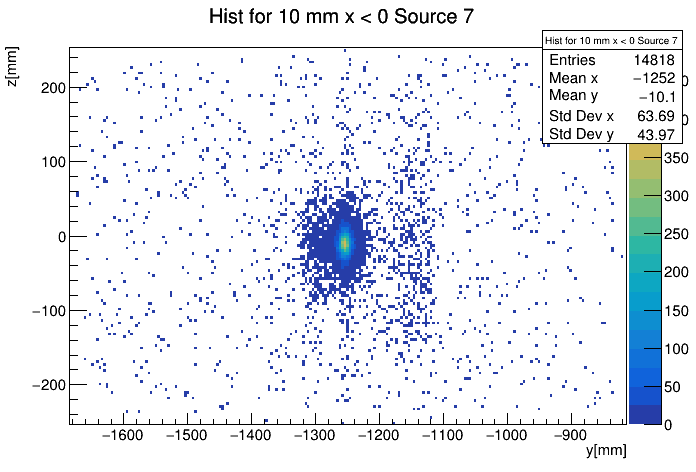 Hist for 10 mm x < 0 Source 7
z[mm]
Hist for 10 mm x < 0 Source 7
Entries 14818
Mean x −1252
Mean y −10.1
Std Dev x 63.69
Std Dev y 43.97
200
100
0
−100
−200
0
0
350
300
250
200
150
100
50
0
−1600 −1500 −1400 −1300 −1200 −1100 −1000 −900
y[mm]